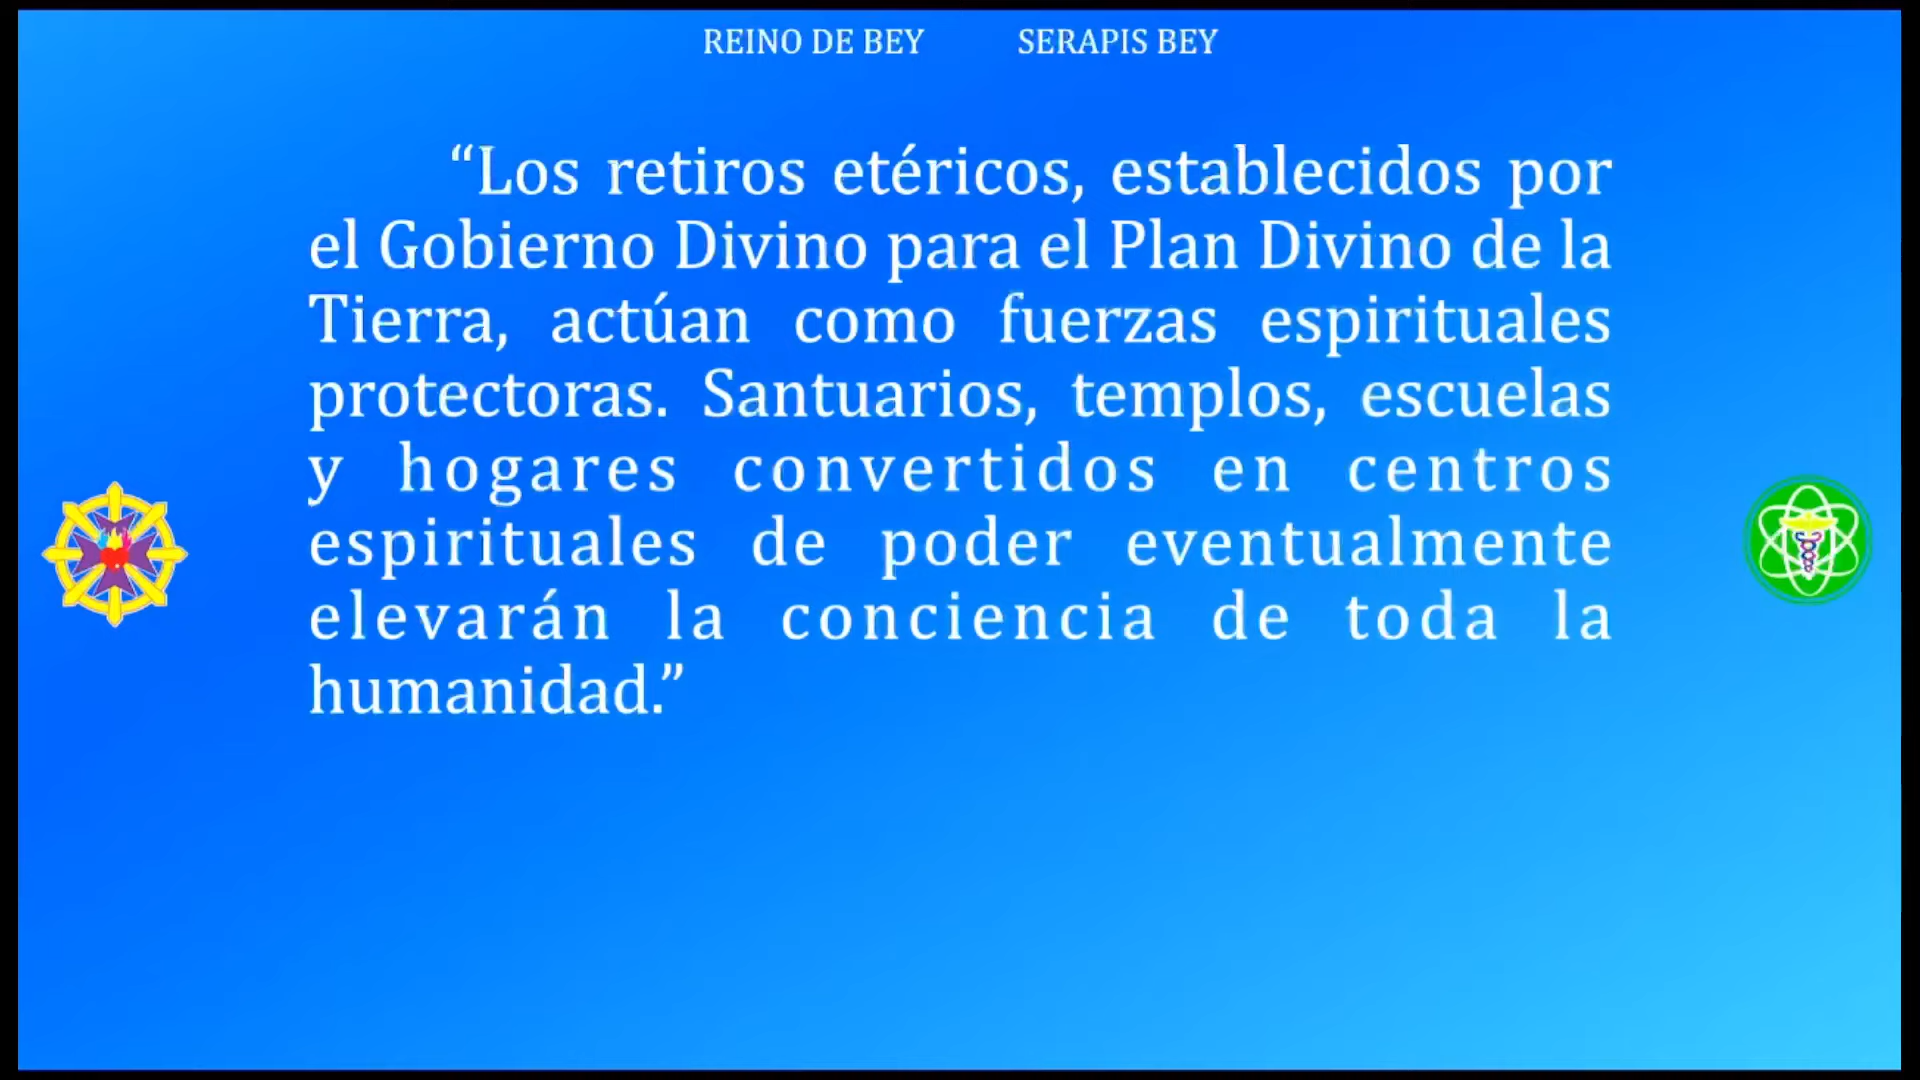 REINO DE BEY SERAPIS BEY
“Los retiros etéricos, establecidos por
el Gobierno Divino para el Plan Divino de la
Tierra, actúan como fuerzas espirituales
protectoras. Santuarios, templos, escuelas
y hogares convertidos en centros
espirituales de poder eventualmente
elevarán la conciencia de toda la
humanidad.”